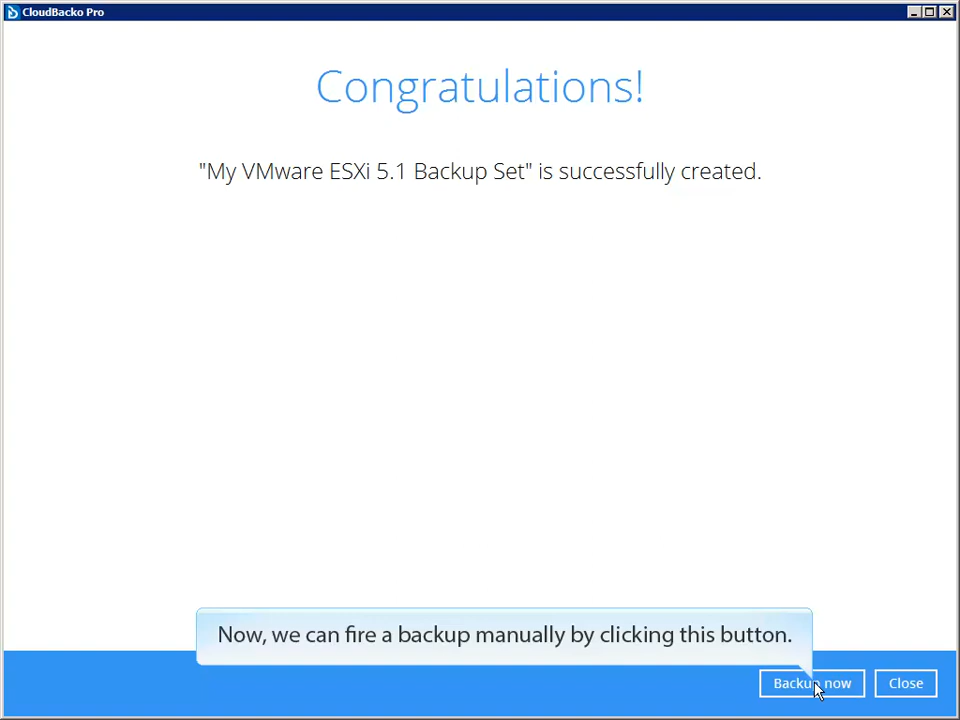 CloudBacko Pro
Congratulations!
"My VMware ESXi 5.1 Backup Set" is successfully created.
Now, we can fire a backup manually by clicking this button.
Backup now
Close